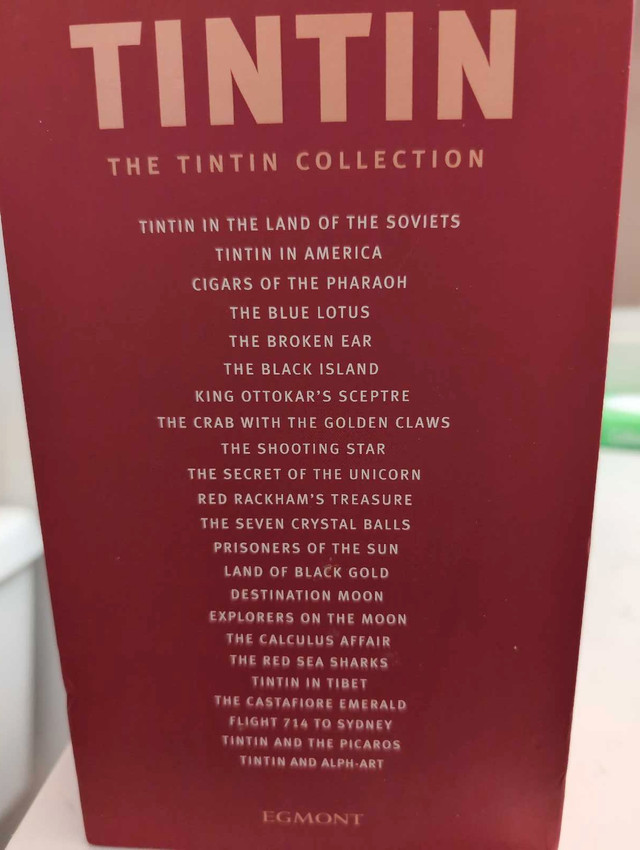 TINTIN
THE TINTIN COLLECTION
TINTIN IN THE LAND OF THE SOVIETS
TINTIN IN AMERICA
CIGARS OF THE PHARAOH
THE BLUE LOTUS
THE BROKEN EAR
THE BLACK ISLAND
KING OTTOKAR'S SCEPTRE
THE CRAB WITH THE GOLDEN CLAWS
THE SHOOTING STAR
THE SECRET OF THE UNICORN
RED RACKHAM'S TREASURE
THE SEVEN CRYSTAL BALLS
PRISONERS OF THE SUN
LAND OF BLACK GOLD
DESTINATION MOON
EXPLORERS ON THE MOON
THE CALCULUS AFFAIR
THE RED SEA SHARKS
TINTIN IN TIBET
THE CASTAFIORE EMERALD
FLIGHT 714 TO SYDNEY
TINTIN AND THE PICAROS
TINTIN AND ALPH-ART
EGMONT